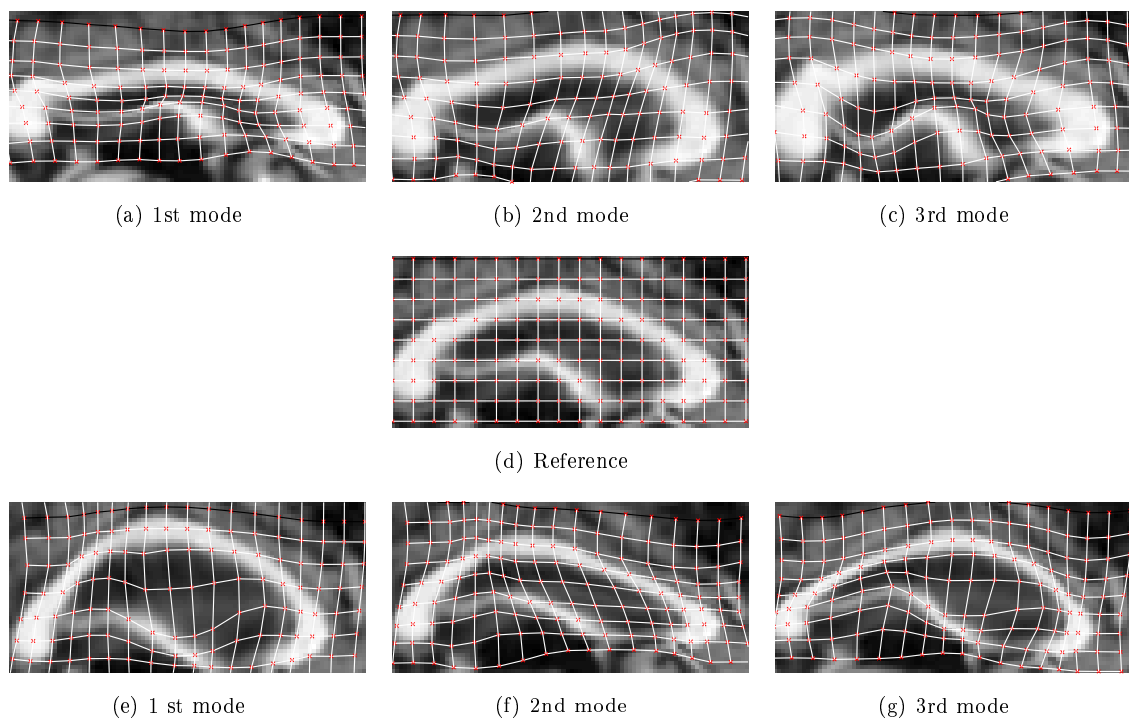 (a) 1st mode
(b) 2nd mode
(c) 3rd mode
(d) Reference
(e) 1 st mode
(f) 2nd mode
(g) 3rd mode